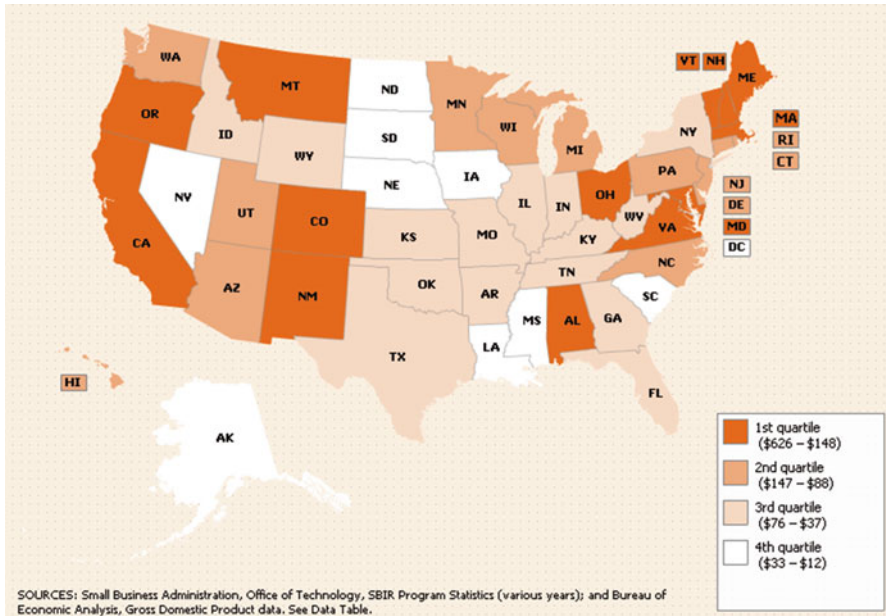 WA
MT
ND
MN
VT NH
ME
OR
ID
SD
WI
MI
NY
MA
RI
CT
WY
NE
IA
PA
NJ
NV
UT
CO
IL
IN
OH
WV
VA
DE
MD
DC
CA
KS
MO
KY
NC
AZ
NM
OK
AR
TN
SC
MS
AL
GA
TX
LA
FL
HI
AK
1st quartile
($626 – $148)
2nd quartile
($147 – $88)
3rd quartile
($76 – $37)
4th quartile
($33 – $12)
SOURCES: Small Business Administration, Office of Technology, SBIR Program Statistics (various years); and Bureau of
Economic Analysis, Gross Domestic Product data. See Data Table.